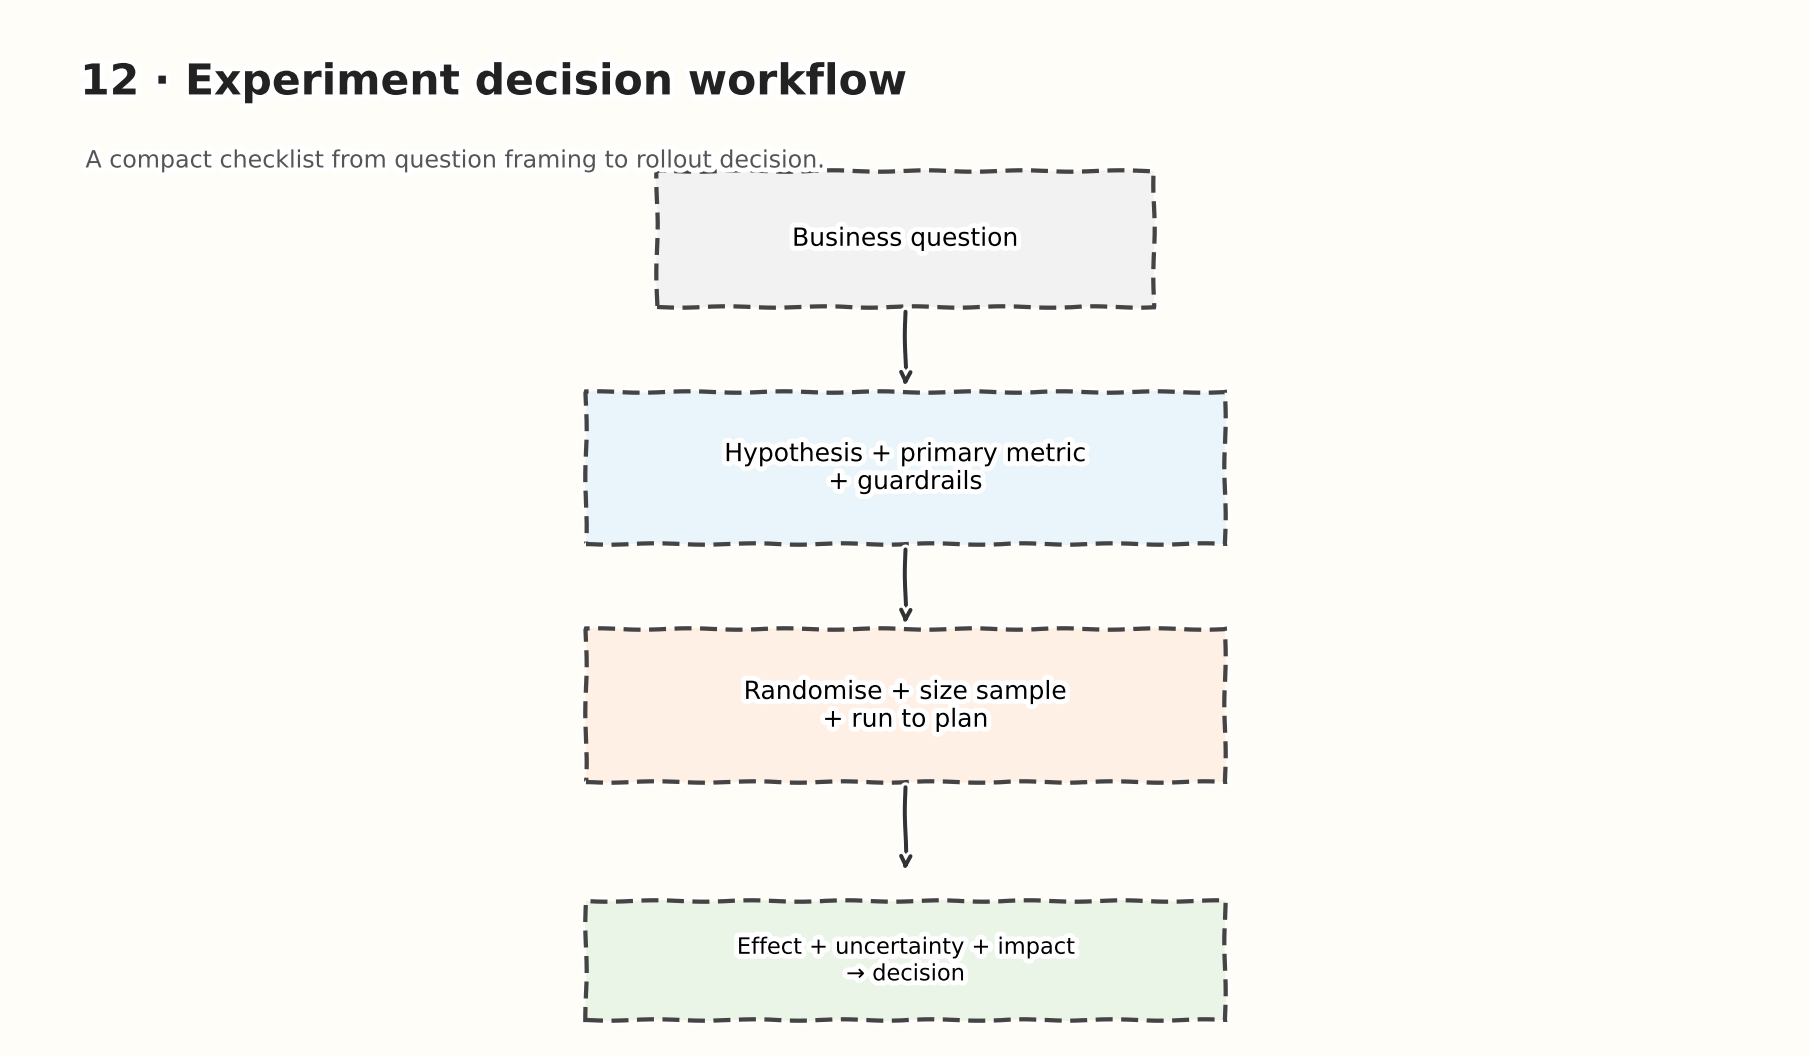 12 · Experiment decision workflow
A compact checklist from question framing to rollout decision.
Business question
Hypothesis + primary metric
+ guardrails
Randomise + size sample
+ run to plan
Effect + uncertainty + impact
→ decision